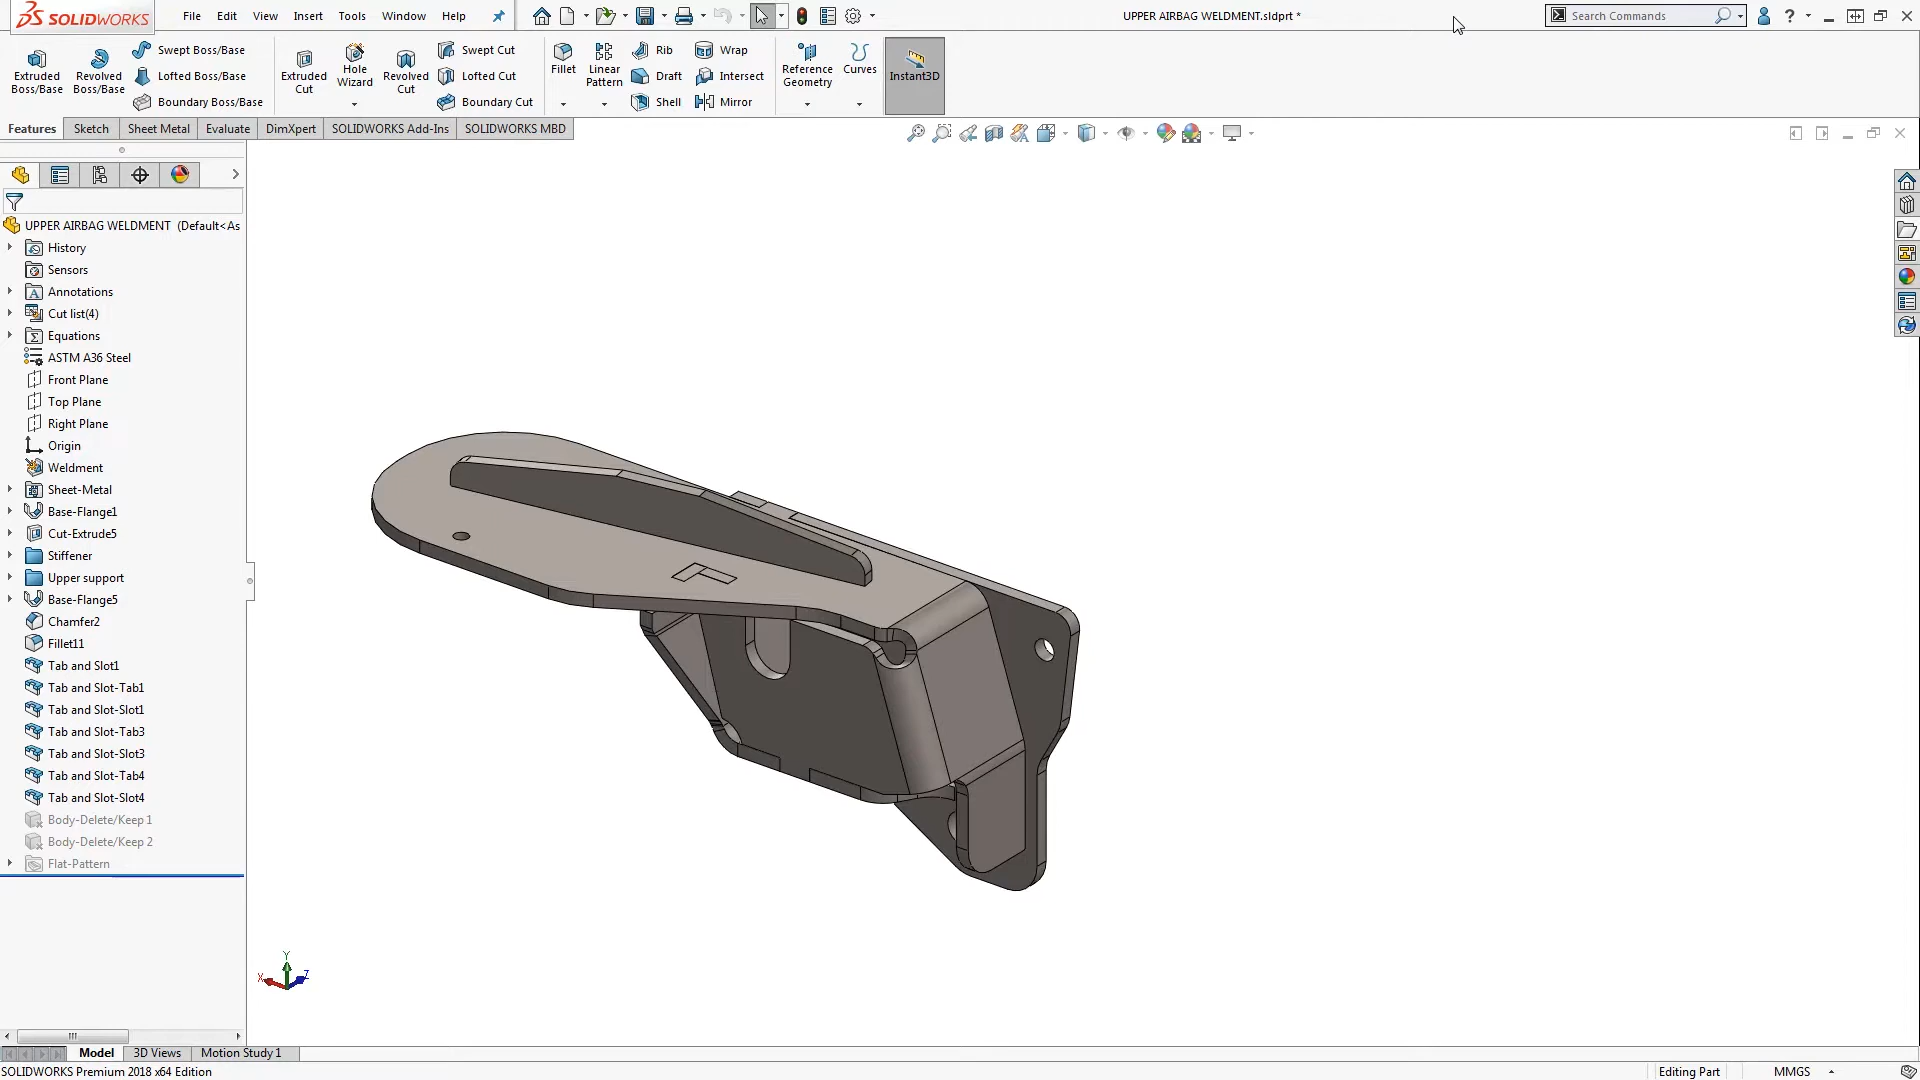 SOLIDWORKS File Edit View Insert Tools Window Help UPPER AIRBAG WELDMENT.sldprt * Search Commands ?
Extruded Boss/Base
Revolved Boss/Base
Swept Boss/Base
Lofted Boss/Base
Boundary Boss/Base
Extruded Cut
Hole Wizard
Revolved Cut
Swept Cut
Lofted Cut
Boundary Cut
Fillet
Linear Pattern
Rib
Draft
Shell
Wrap
Intersect
Mirror
Reference Geometry
Curves
Instant3D
Features Sketch Sheet Metal Evaluate DimXpert SOLIDWORKS Add-Ins SOLIDWORKS MBD
UPPER AIRBAG WELDMENT (Default<As
History
Sensors
Annotations
Cut list(4)
Equations
ASTM A36 Steel
Front Plane
Top Plane
Right Plane
Origin
Weldment
Sheet-Metal
Base-Flange1
Cut-Extrude5
Stiffener
Upper support
Base-Flange5
Chamfer2
Fillet11
Tab and Slot1
Tab and Slot-Tab1
Tab and Slot-Slot1
Tab and Slot-Tab3
Tab and Slot-Slot3
Tab and Slot-Tab4
Tab and Slot-Slot4
Body-Delete/Keep 1
Body-Delete/Keep 2
Flat-Pattern
Y
X Z
Model 3D Views Motion Study 1
SOLIDWORKS Premium 2018 x64 Edition Editing Part MMGS